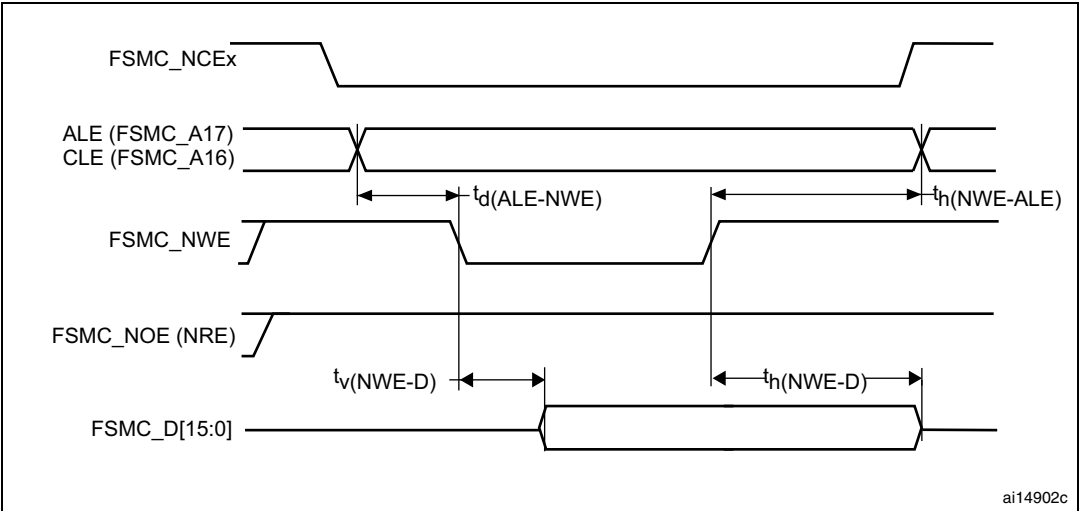 FSMC_NCEx
ALE (FSMC_A17)
CLE (FSMC_A16)
td(ALE-NWE)
th(NWE-ALE)
FSMC_NWE
FSMC_NOE (NRE)
tv(NWE-D)
th(NWE-D)
FSMC_D[15:0]
ai14902c